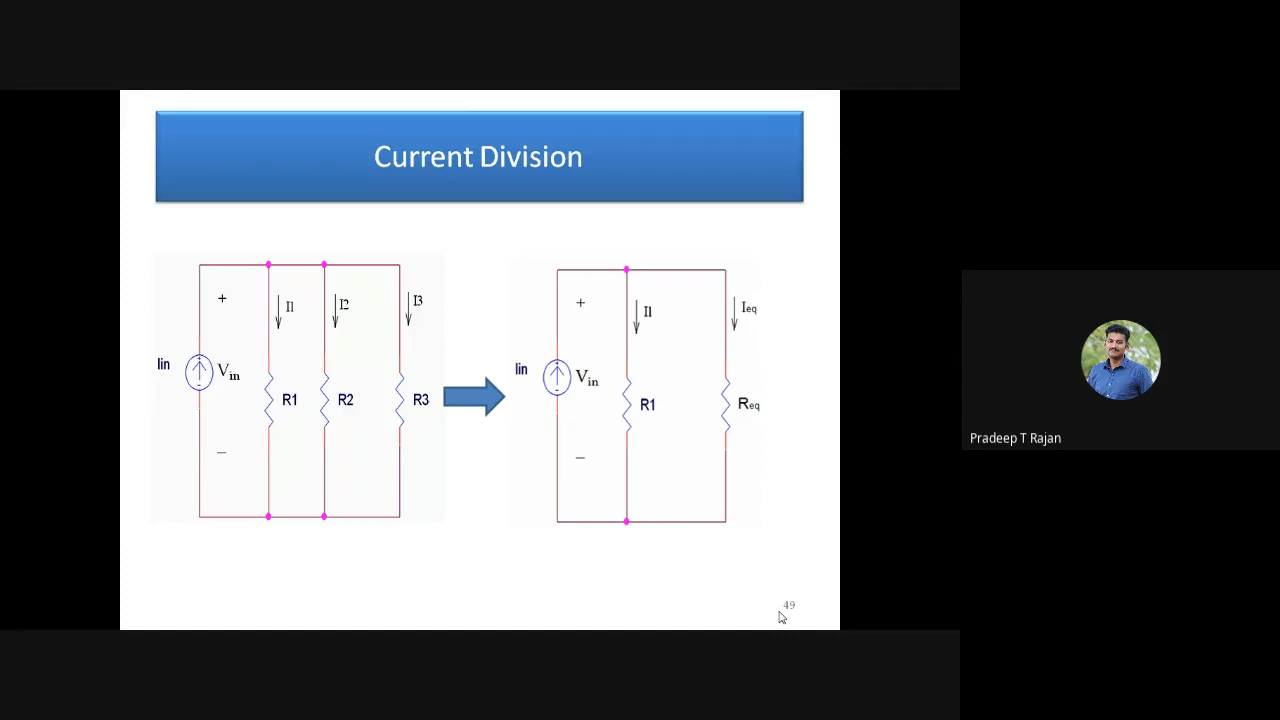 Current Division
+
I1
I2
I3
Iin
Vin
R1
R2
R3
–
+
I1
Ieq
Iin
Vin
R1
Req
–
49
Pradeep T Rajan